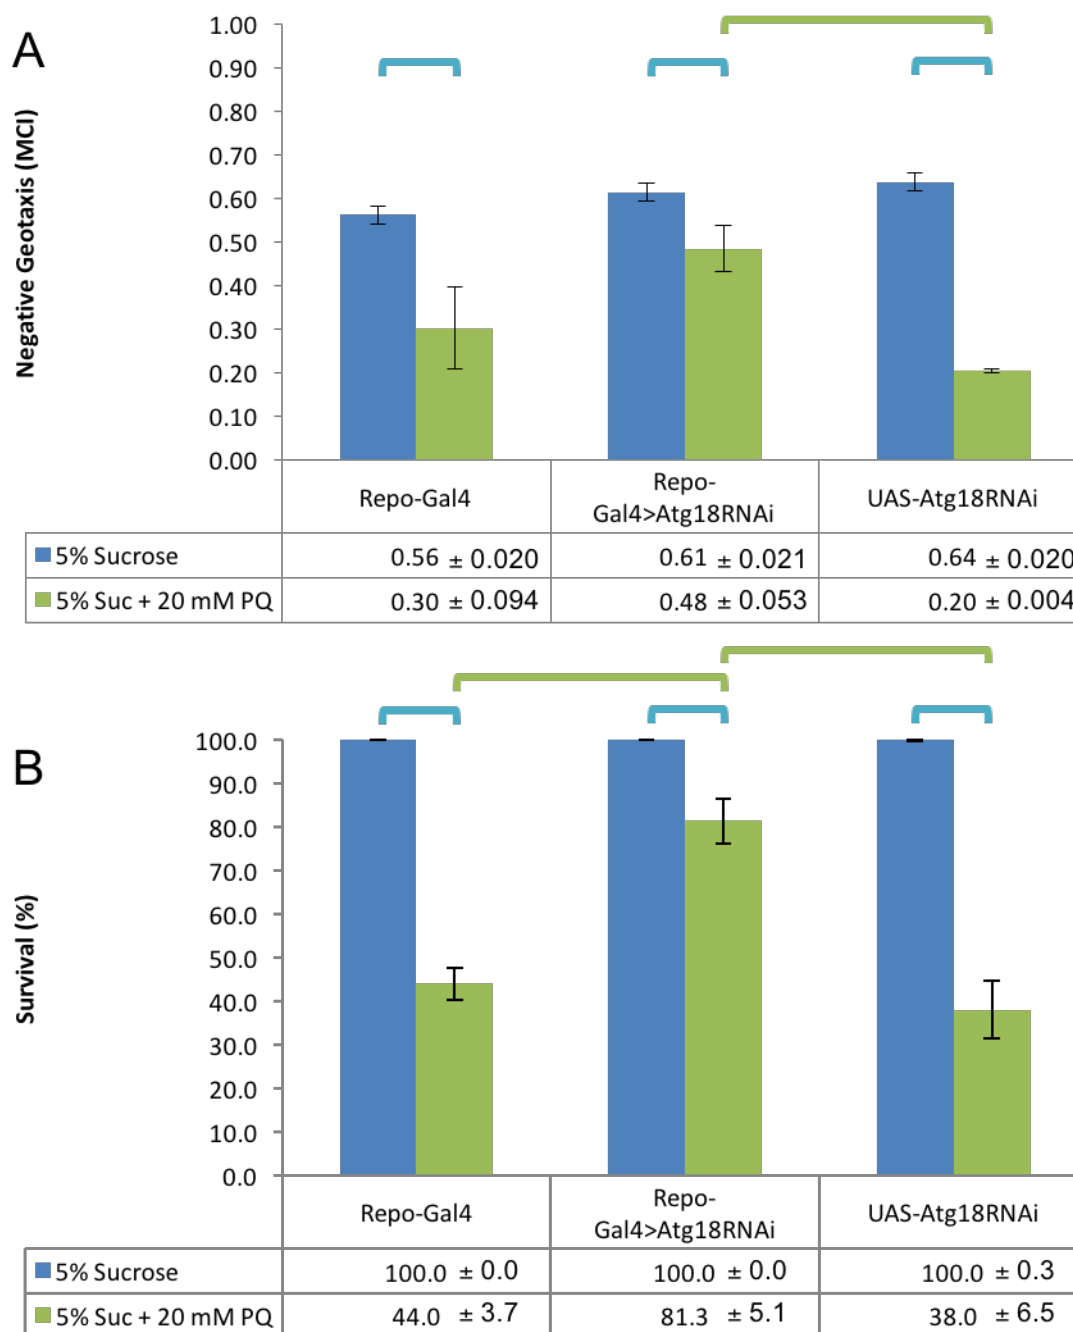 A
Negative Geotaxis (MCI)
1.00
0.90
0.80
0.70
0.60
0.50
0.40
0.30
0.20
0.10
0.00
Repo-Gal4
Repo-
Gal4>Atg18RNAi
UAS-Atg18RNAi
5% Sucrose 0.56 ± 0.020 0.61 ± 0.021 0.64 ± 0.020
5% Suc + 20 mM PQ 0.30 ± 0.094 0.48 ± 0.053 0.20 ± 0.004
B
Survival (%)
100.0
90.0
80.0
70.0
60.0
50.0
40.0
30.0
20.0
10.0
0.0
Repo-Gal4
Repo-
Gal4>Atg18RNAi
UAS-Atg18RNAi
5% Sucrose 100.0 ± 0.0 100.0 ± 0.0 100.0 ± 0.3
5% Suc + 20 mM PQ 44.0 ± 3.7 81.3 ± 5.1 38.0 ± 6.5